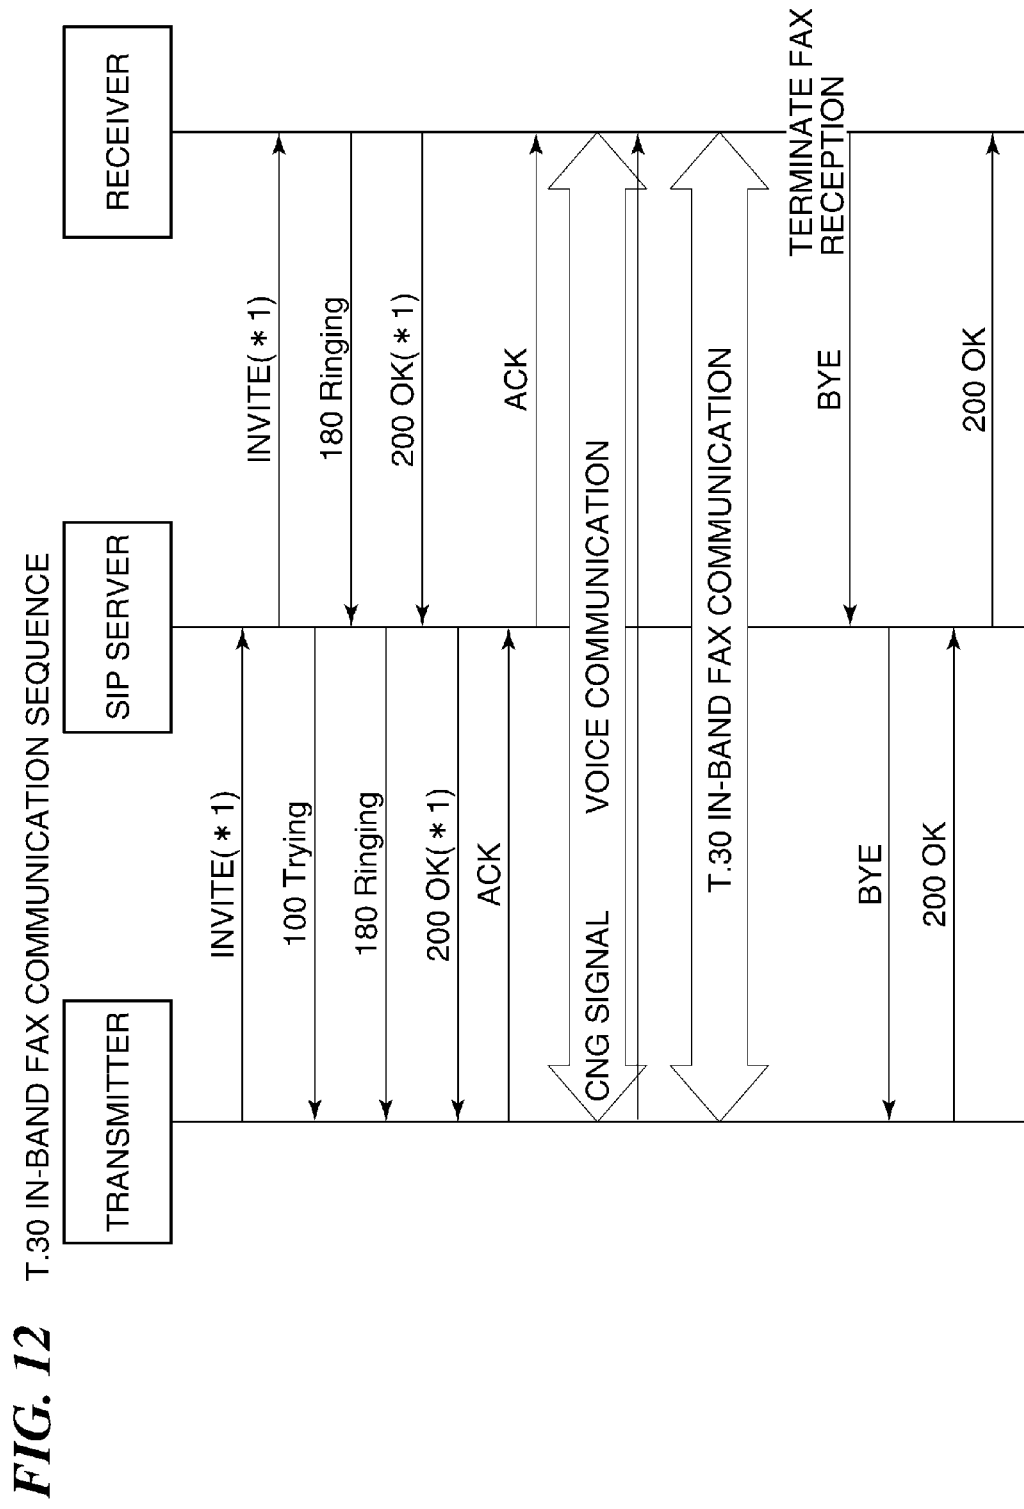 FIG. 12
T.30 IN-BAND FAX COMMUNICATION SEQUENCE
TRANSMITTER
SIP SERVER
RECEIVER
INVITE(*1)
INVITE(*1)
100 Trying
180 Ringing
180 Ringing
200 OK(*1)
200 OK(*1)
ACK
ACK
CNG SIGNAL
VOICE COMMUNICATION
T.30 IN-BAND FAX COMMUNICATION
TERMINATE FAX
RECEPTION
BYE
BYE
200 OK
200 OK